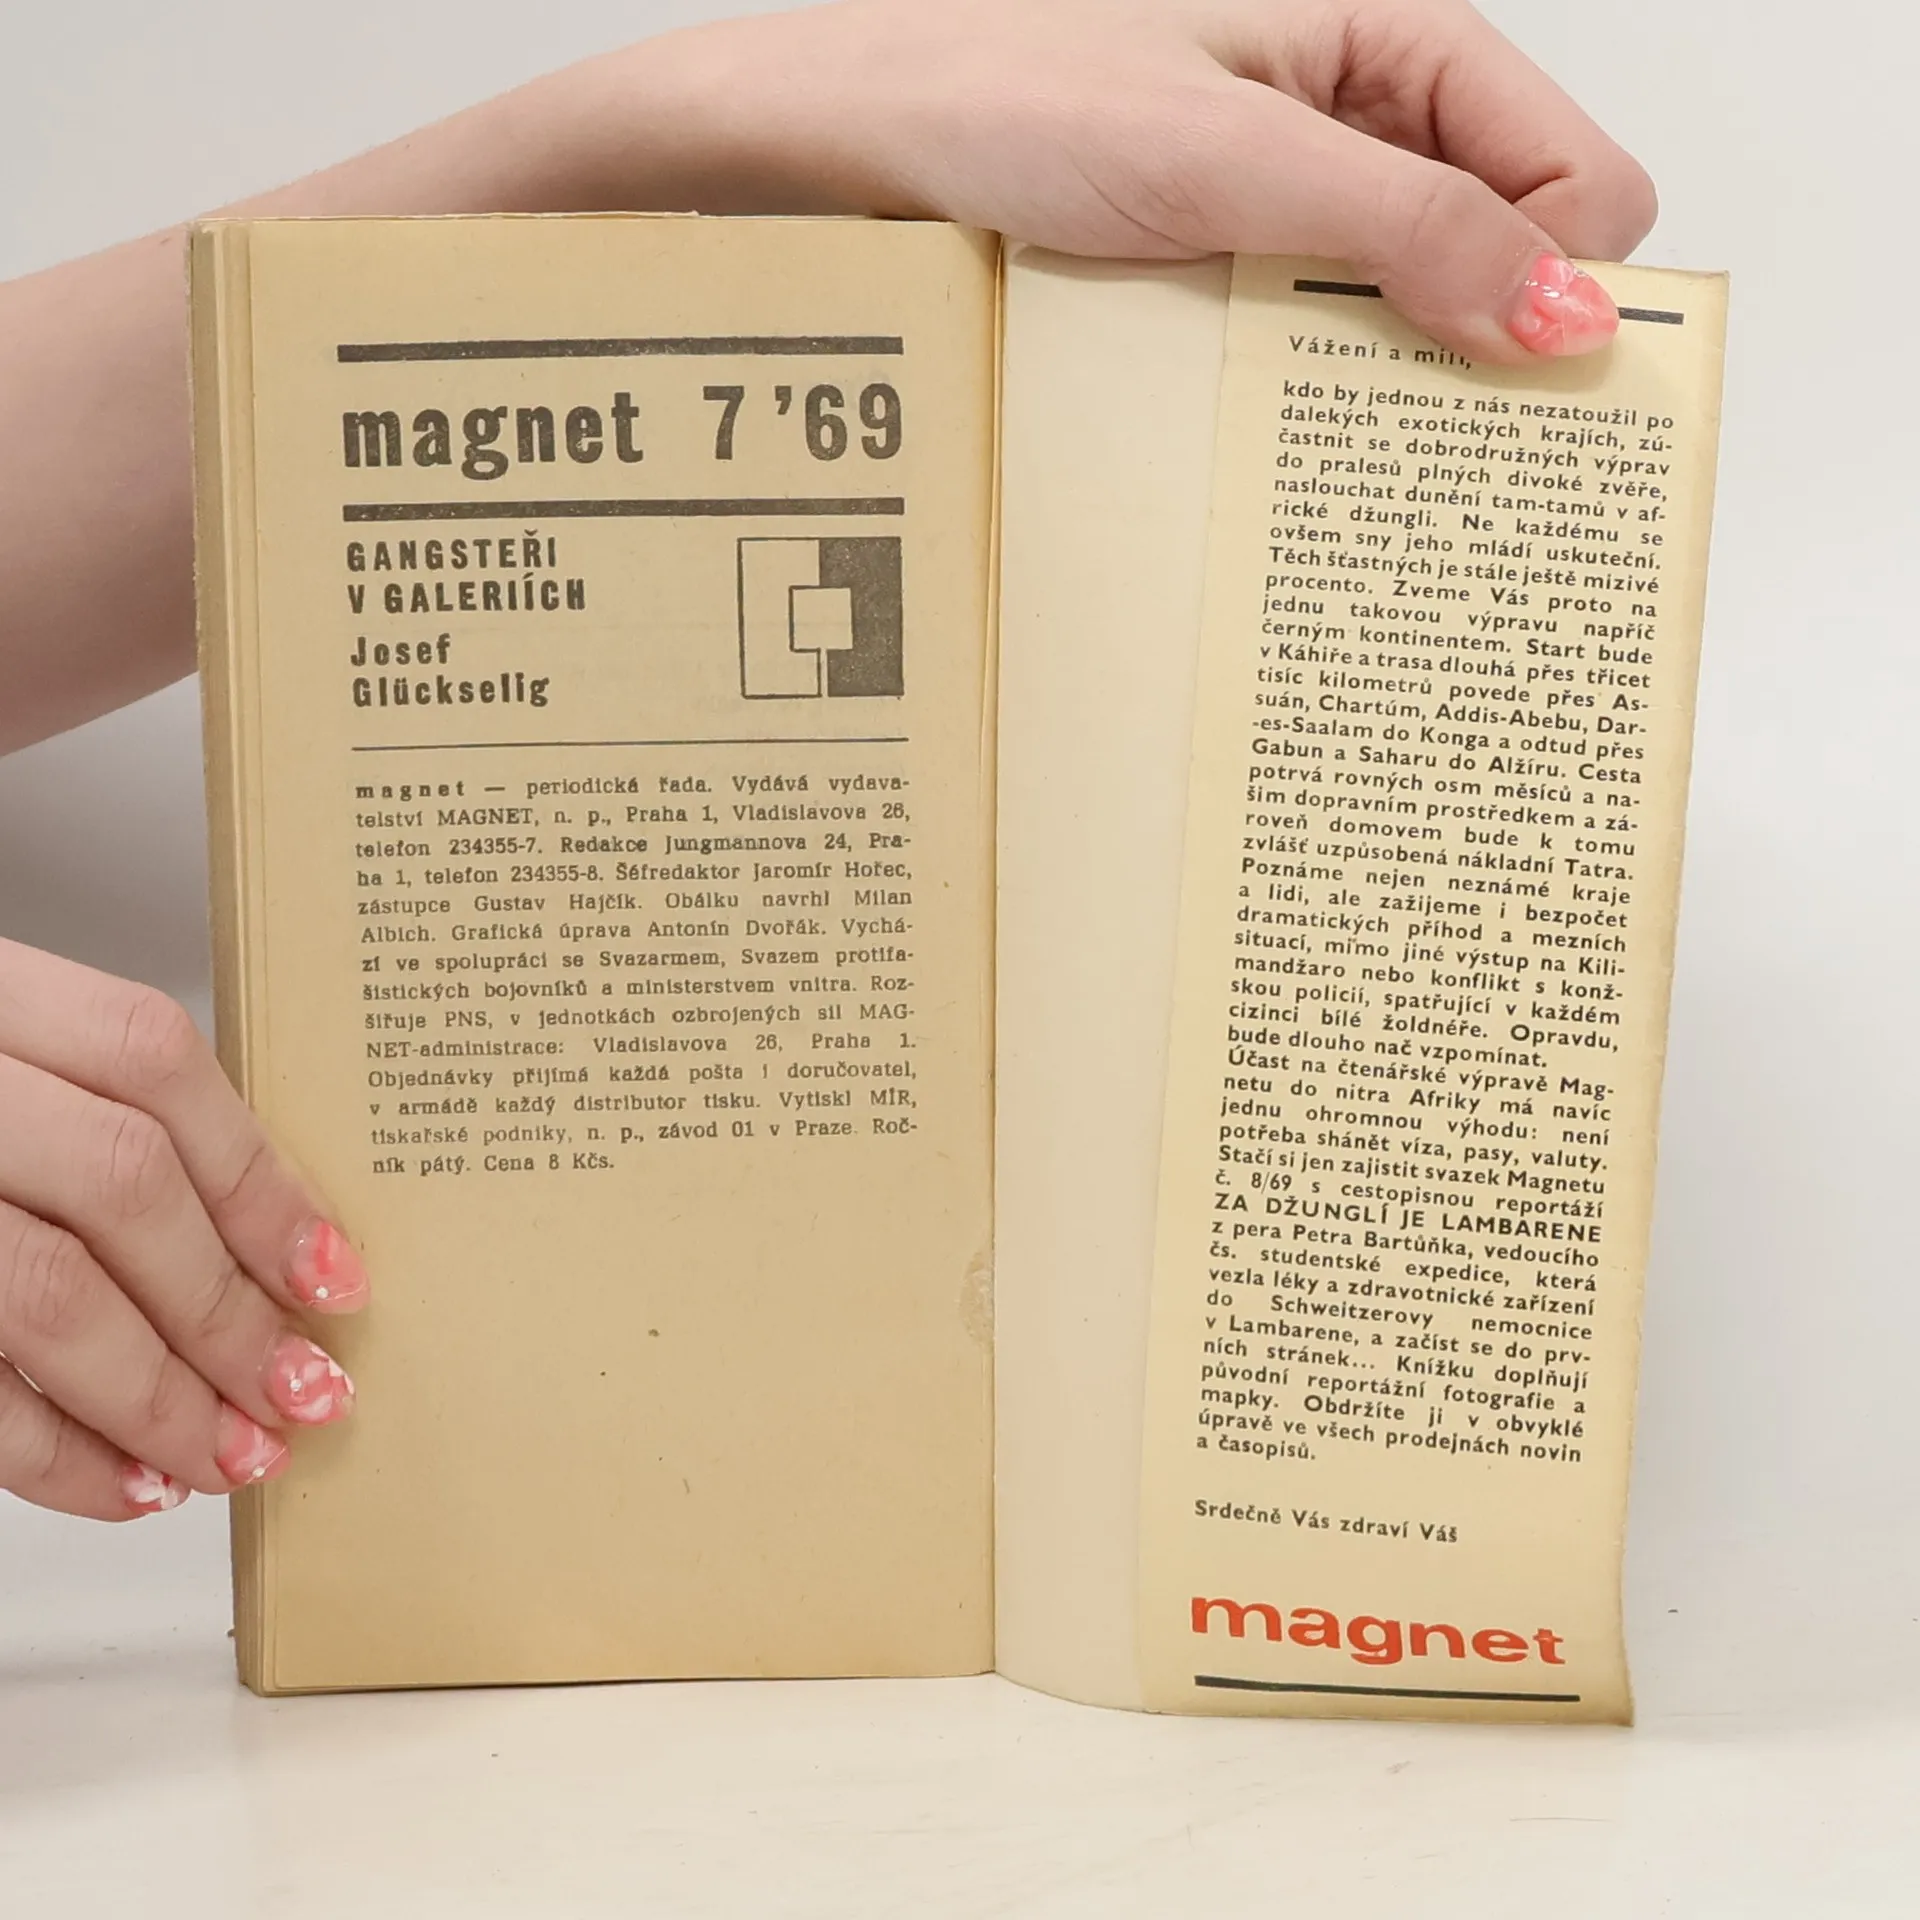 magnet 7 '69
GANGSTEŘI
V GALERIÍCH
Josef
Glückselig
magnet — periodická řada. Vydává vydava-
telství MAGNET, n. p., Praha 1, Vladislavova 26,
telefon 234355-7. Redakce Jungmannova 24, Pra-
ha 1, telefon 234355-8. Šéfredaktor Jaromír Hořec,
zástupce Gustav Hajčík. Obálku navrhl Milan
Albich. Grafická úprava Antonín Dvořák. Vychá-
zí ve spolupráci se Svazarmem, Svazem protifa-
šistických bojovníků a ministerstvem vnitra. Roz-
šiřuje PNS, v jednotkách ozbrojených sil MAG-
NET-administrace: Vladislavova 26, Praha 1.
Objednávky přijímá každá pošta i doručovatel,
v armádě každý distributor tisku. Vytiskl MÍR,
tiskařské podniky, n. p., závod 01 v Praze. Roč-
ník pátý. Cena 8 Kčs.
Vážení a milí,
kdo by jednou z nás nezatoužil po
dalekých exotických krajích, zú-
častnit se dobrodružných výprav
do pralesů plných divoké zvěře,
naslouchat dunění tam-tamů v af-
rické džungli. Ne každému se
ovšem sny jeho mládí uskuteční.
Těch šťastných je stále ještě mizivé
procento. Zveme Vás proto na
jednu takovou výpravu napříč
černým kontinentem. Start bude
v Káhiře a trasa dlouhá přes třicet
tisíc kilometrů povede přes As-
suán, Chartúm, Addis-Abebu, Dar-
-es-Saalam do Konga a odtud přes
Gabun a Saharu do Alžíru. Cesta
potrvá rovných osm měsíců a na-
šim dopravním prostředkem a zá-
roveň domovem bude k tomu
zvlášť uzpůsobená nákladní Tatra.
Poznáme nejen neznámé kraje
a lidi, ale zažijeme i bezpočet
dramatických příhod a mezních
situací, mimo jiné výstup na Kili-
mandžaro nebo konflikt s konž-
skou policií, spatřující v každém
cizinci bílé žoldnéře. Opravdu,
bude dlouho nač vzpomínat.
Účast na čtenářské výpravě Mag-
netu do nitra Afriky má navíc
jednu ohromnou výhodu: není
potřeba shánět víza, pasy, valuty.
Stačí si jen zajistit svazek Magnetu
č. 8/69 s cestopisnou reportáží
ZA DŽUNGLÍ JE LAMBARENE
z pera Petra Bartůňka, vedoucího
čs. studentské expedice, která
vezla léky a zdravotnické zařízení
do Schweitzerovy nemocnice
v Lambarene, a začíst se do prv-
ních stránek... Knížku doplňují
původní reportážní fotografie a
mapky. Obdržíte ji v obvyklé
úpravě ve všech prodejnách novin
a časopisů.
Srdečně Vás zdraví Váš
magnet